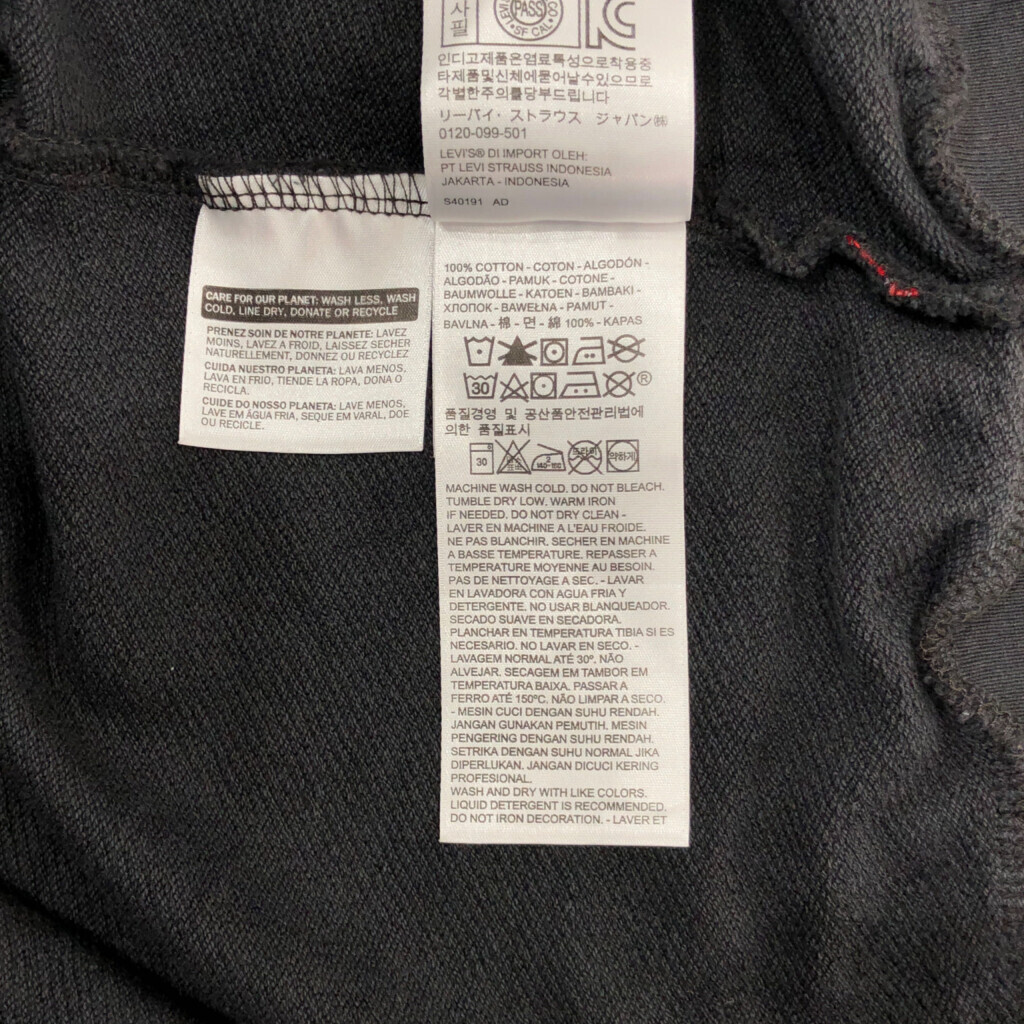 사
필
PASS
SF CAL
인디고제품은염료특성으로착용중
타제품및신체에묻어날수있으므로
각별한주의를당부드립니다
リーバイ・ストラウス ジャパン㈱
0120-099-501
LEVI'S® DI IMPORT OLEH:
PT LEVI STRAUSS INDONESIA
JAKARTA - INDONESIA
S40191 AD
CARE FOR OUR PLANET: WASH LESS, WASH
COLD, LINE DRY, DONATE OR RECYCLE
PRENEZ SOIN DE NOTRE PLANETE: LAVEZ
MOINS, LAVEZ A FROID, LAISSEZ SECHER
NATURELLEMENT, DONNEZ OU RECYCLEZ
CUIDA NUESTRO PLANETA: LAVA MENOS,
LAVA EN FRIO, TIENDE LA ROPA, DONA O
RECICLA.
CUIDE DO NOSSO PLANETA: LAVE MENOS,
LAVE EM ÁGUA FRIA, SEQUE EM VARAL, DOE
OU RECICLE.
100% COTTON - COTON - ALGODÓN -
ALGODÃO - PAMUK - COTONE -
BAUMWOLLE - KATOEN - BAMBAKI -
ХЛОПОК - BAWEŁNA - PAMUT -
BAVLNA - 棉 - 면 - 綿 100% - KAPAS
30 ®
품질경영 및 공산품안전관리법에
의한 품질표시
30 표백 2 140-160 드라이 약하게
MACHINE WASH COLD. DO NOT BLEACH.
TUMBLE DRY LOW. WARM IRON
IF NEEDED. DO NOT DRY CLEAN -
LAVER EN MACHINE A L'EAU FROIDE.
NE PAS BLANCHIR. SECHER EN MACHINE
A BASSE TEMPERATURE. REPASSER A
TEMPERATURE MOYENNE AU BESOIN.
PAS DE NETTOYAGE A SEC. - LAVAR
EN LAVADORA CON AGUA FRIA Y
DETERGENTE. NO USAR BLANQUEADOR.
SECADO SUAVE EN SECADORA.
PLANCHAR EN TEMPERATURA TIBIA SI ES
NECESARIO. NO LAVAR EN SECO. -
LAVAGEM NORMAL ATÉ 30º. NÃO
ALVEJAR. SECAGEM EM TAMBOR EM
TEMPERATURA BAIXA. PASSAR A
FERRO ATÉ 150ºC. NÃO LIMPAR A SECO.
- MESIN CUCI DENGAN SUHU RENDAH.
JANGAN GUNAKAN PEMUTIH. MESIN
PENGERING DENGAN SUHU RENDAH.
SETRIKA DENGAN SUHU NORMAL JIKA
DIPERLUKAN. JANGAN DICUCI KERING
PROFESIONAL.
WASH AND DRY WITH LIKE COLORS.
LIQUID DETERGENT IS RECOMMENDED.
DO NOT IRON DECORATION. - LAVER ET